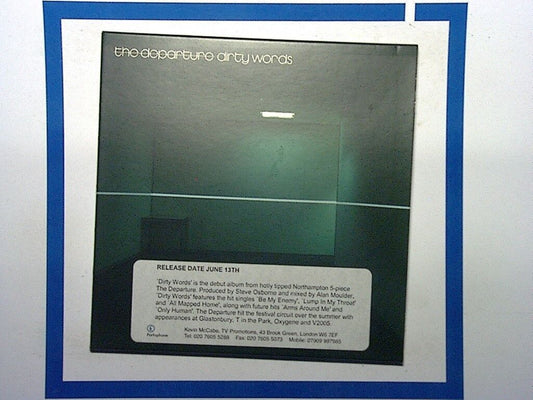 the departure dirty words
RELEASE DATE JUNE 13TH
'Dirty Words' is the debut album from holly tipped Northampton 5-piece
The Departure. Produced by Steve Osborne and mixed by Alan Moulder,
'Dirty Words' features the hit singles 'Be My Enemy', 'Lump In My Throat'
and 'All Mapped Home', along with future hits 'Arms Around Me' and
'Only Human'. The Departure hit the festival circuit over the summer with
appearances at Glastonbury, T in the Park, Oxygene and V2005.
Kevin McCabe, TV Promotions, 43 Brook Green, London W6 7EF
Tel: 020 7605 5288 Fax: 020 7605 5073 Mobile: 07909 997985
Parlophone